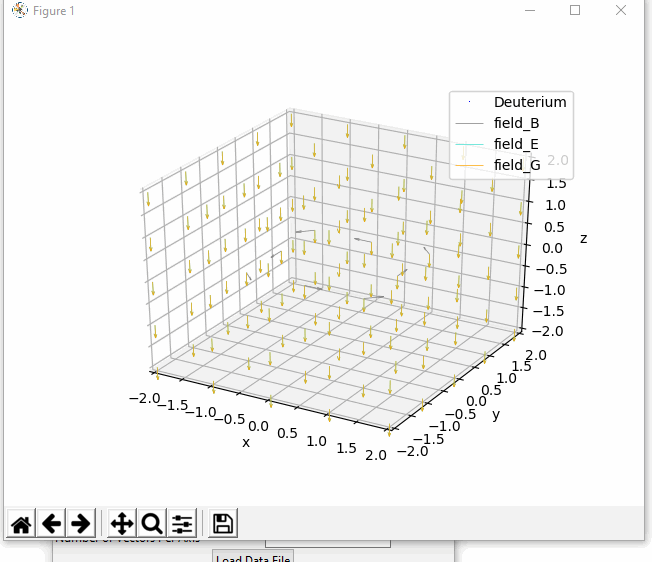 Figure 1
Deuterium
field_B
field_E
field_G
2.0
1.5
1.0
0.5
0.0
−0.5
−1.0
−1.5
−2.0
z
−2.0
−1.5
−1.0
−0.5
0.0
0.5
1.0
1.5
2.0
x
−2.0
−1.5
−1.0
−0.5
0.0
0.5
1.0
1.5
2.0
y
Number of Vectors Per Axis
Load Data File